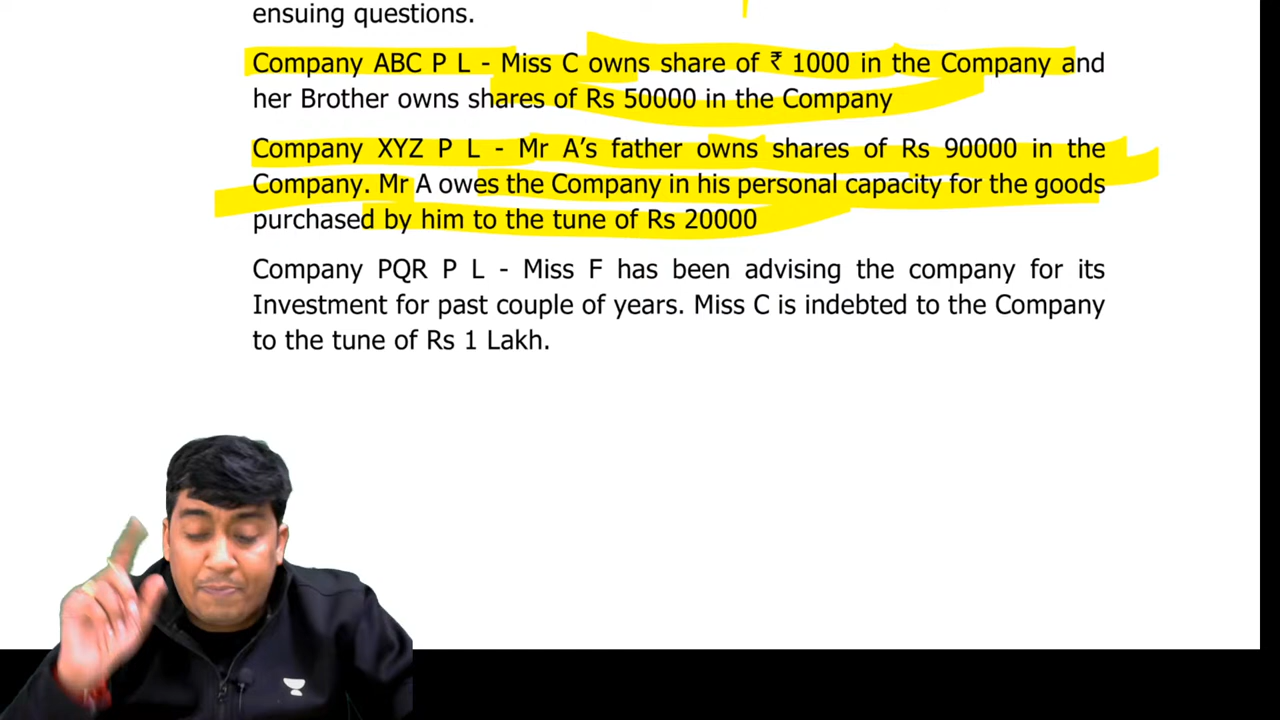 ensuing questions.
Company ABC P L - Miss C owns share of ₹ 1000 in the Company and
her Brother owns shares of Rs 50000 in the Company
Company XYZ P L - Mr A’s father owns shares of Rs 90000 in the
Company. Mr A owes the Company in his personal capacity for the goods
purchased by him to the tune of Rs 20000
Company PQR P L - Miss F has been advising the company for its
Investment for past couple of years. Miss C is indebted to the Company
to the tune of Rs 1 Lakh.